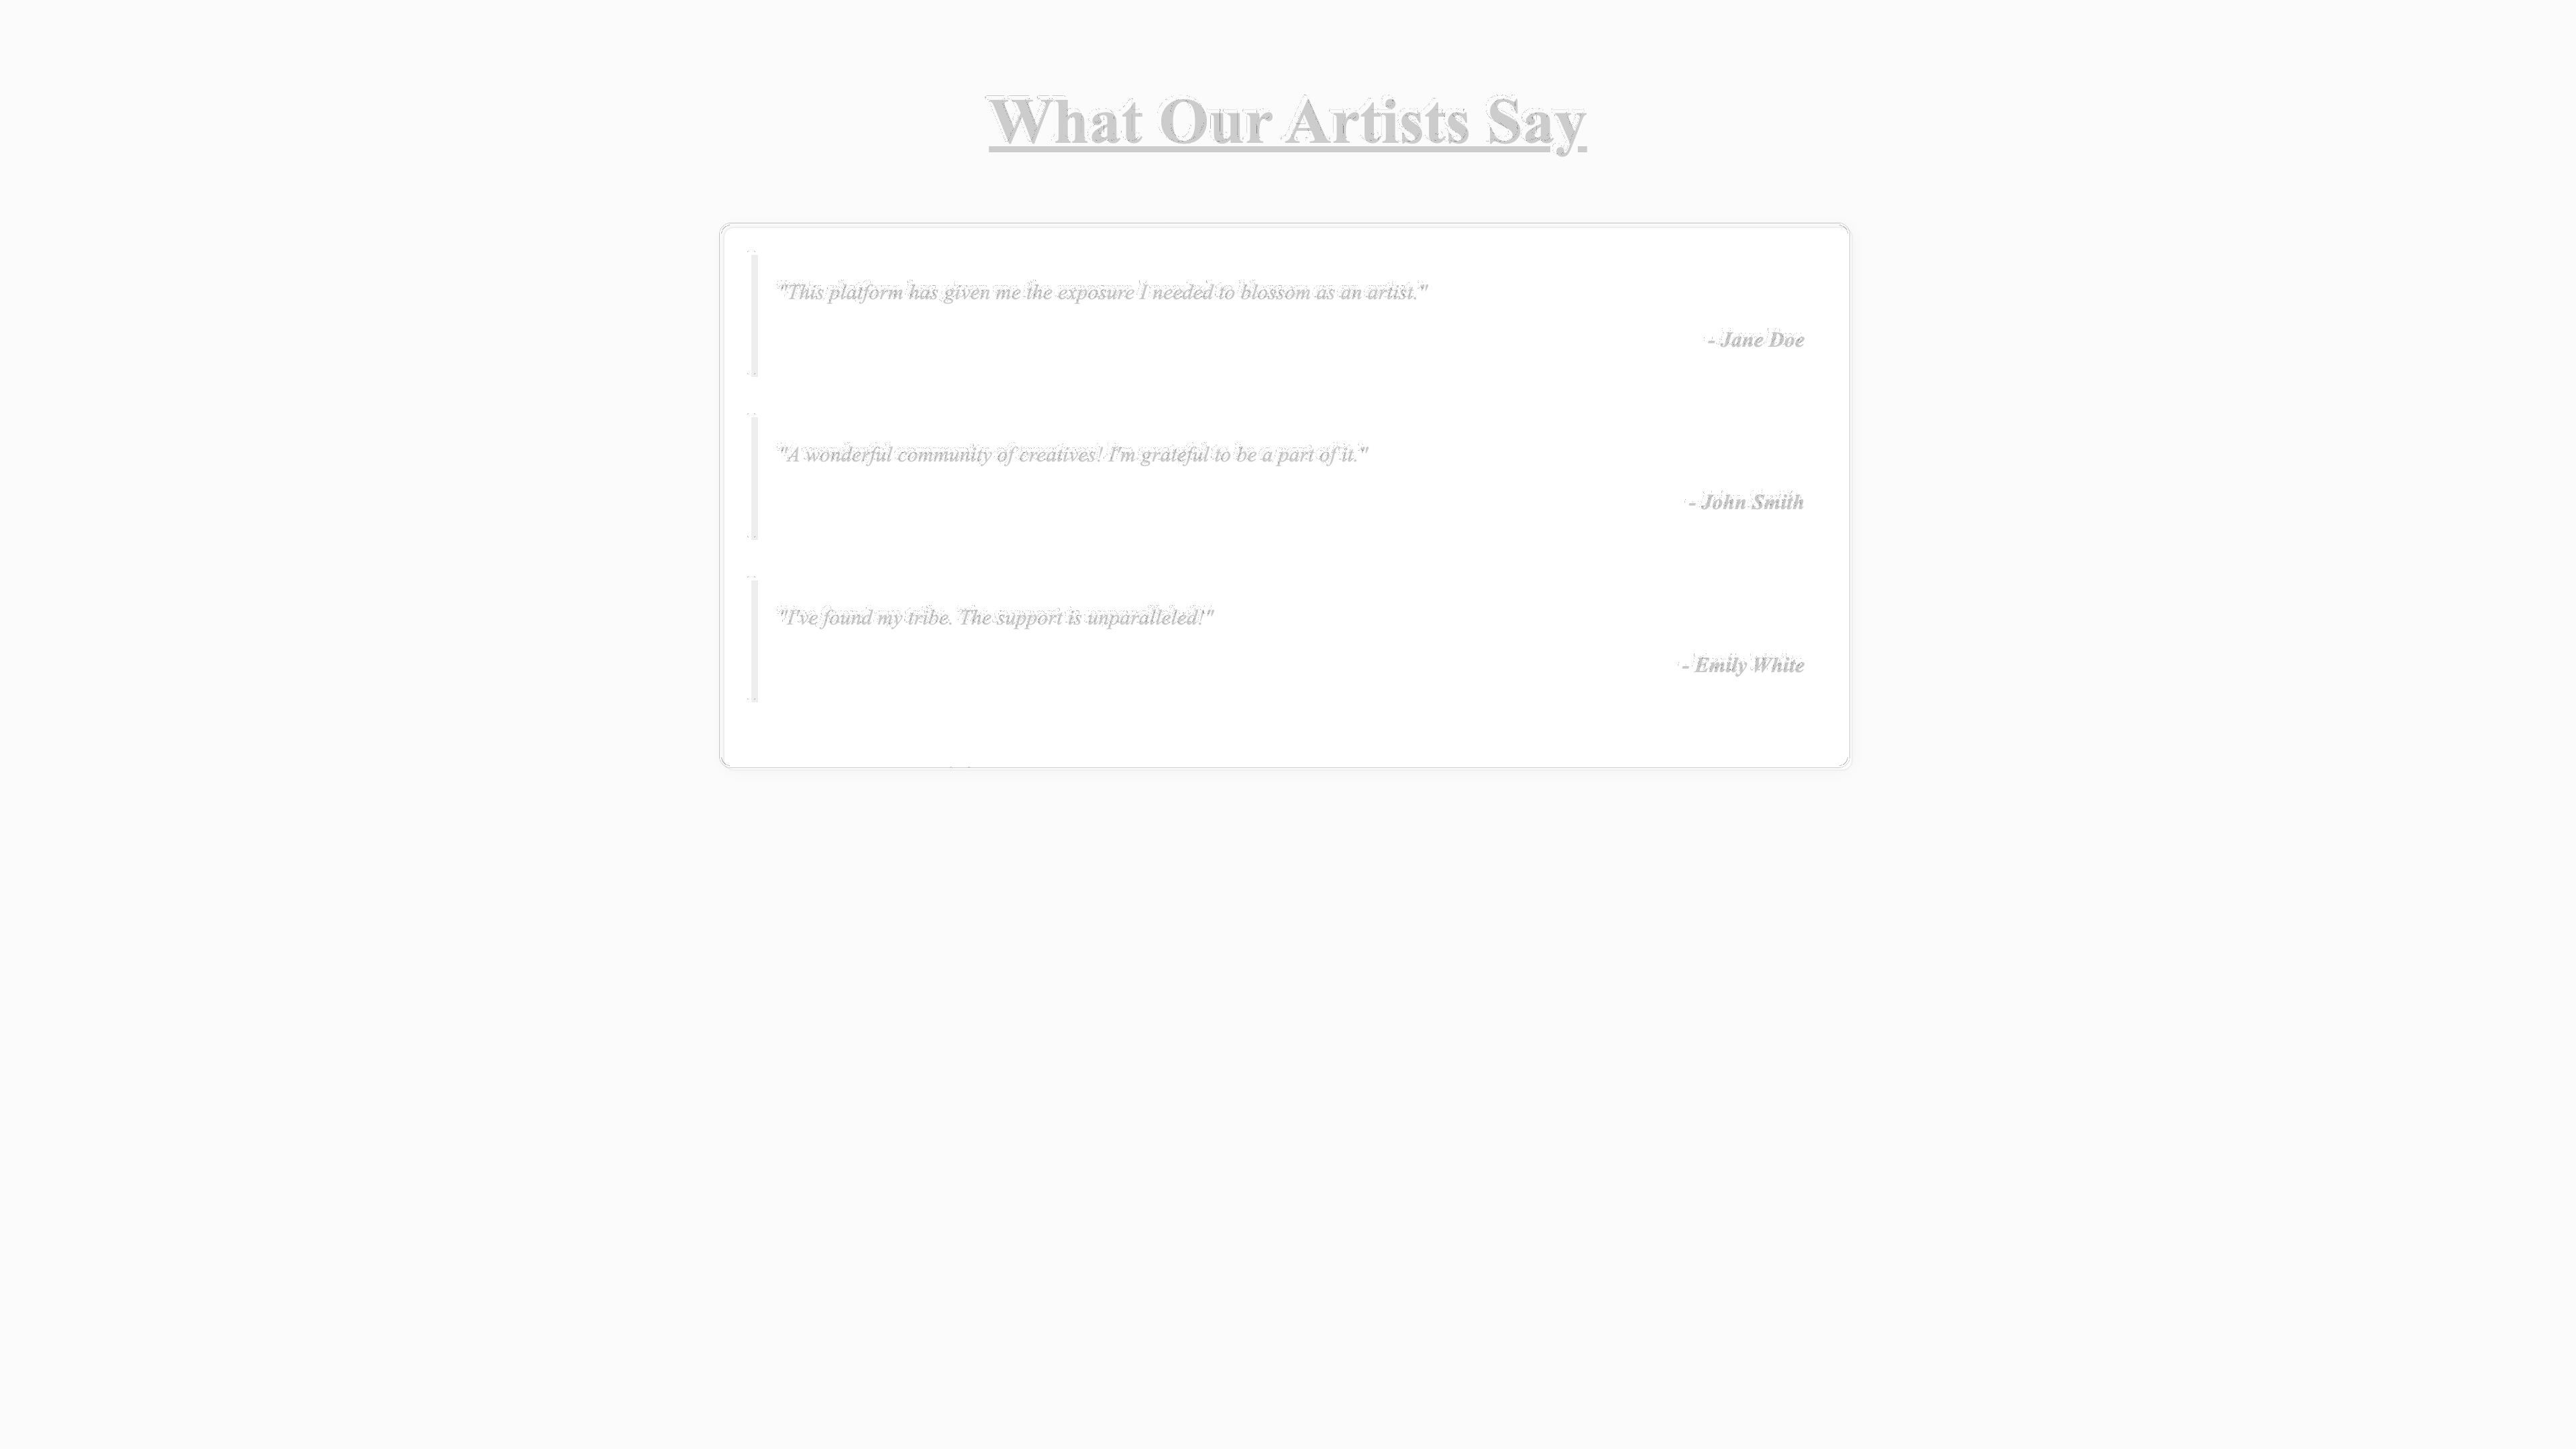 What Our Artists Say
"This platform has given me the exposure I needed to blossom as an artist."
- Jane Doe
"A wonderful community of creatives! I'm grateful to be a part of it."
- John Smith
"I've found my tribe. The support is unparalleled!"
- Emily White